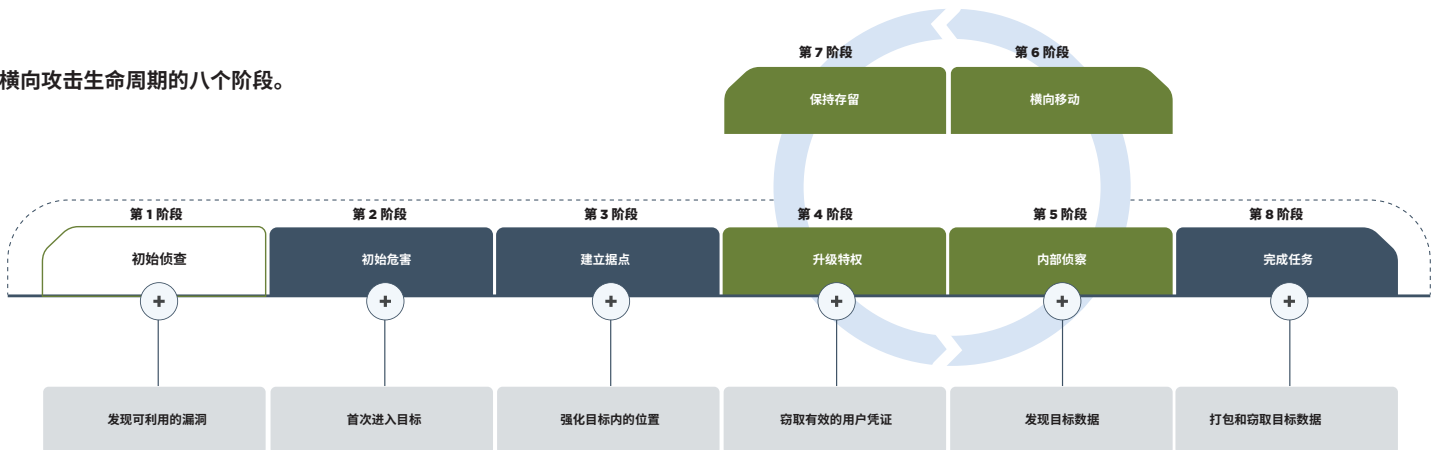 横向攻击生命周期的八个阶段。
第 7 阶段
第 6 阶段
保持存留
横向移动
第 1 阶段
第 2 阶段
第 3 阶段
第 4 阶段
第 5 阶段
第 8 阶段
初始侦查
初始危害
建立据点
升级特权
内部侦察
完成任务
+
+
+
+
+
+
发现可利用的漏洞
首次进入目标
强化目标内的位置
窃取有效的用户凭证
发现目标数据
打包和窃取目标数据